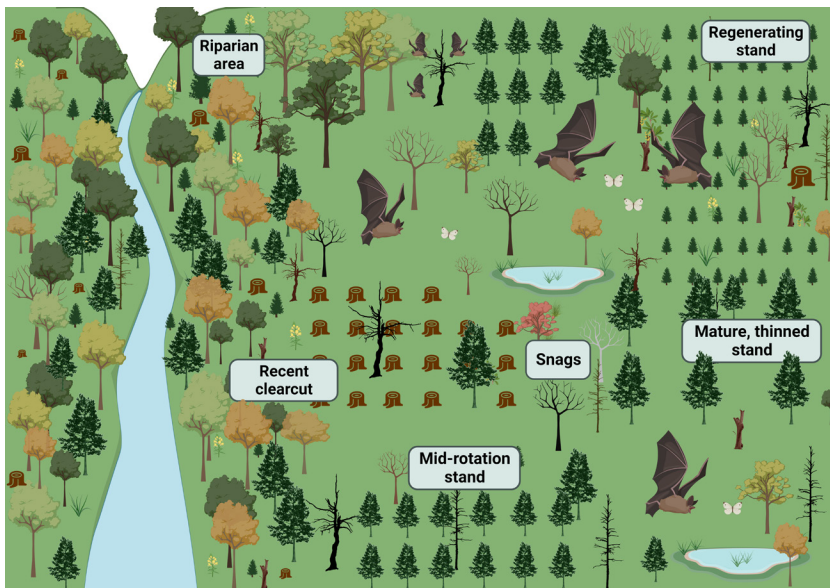 Riparian
area
Regenerating
stand
Mature, thinned
stand
Snags
Recent
clearcut
Mid-rotation
stand